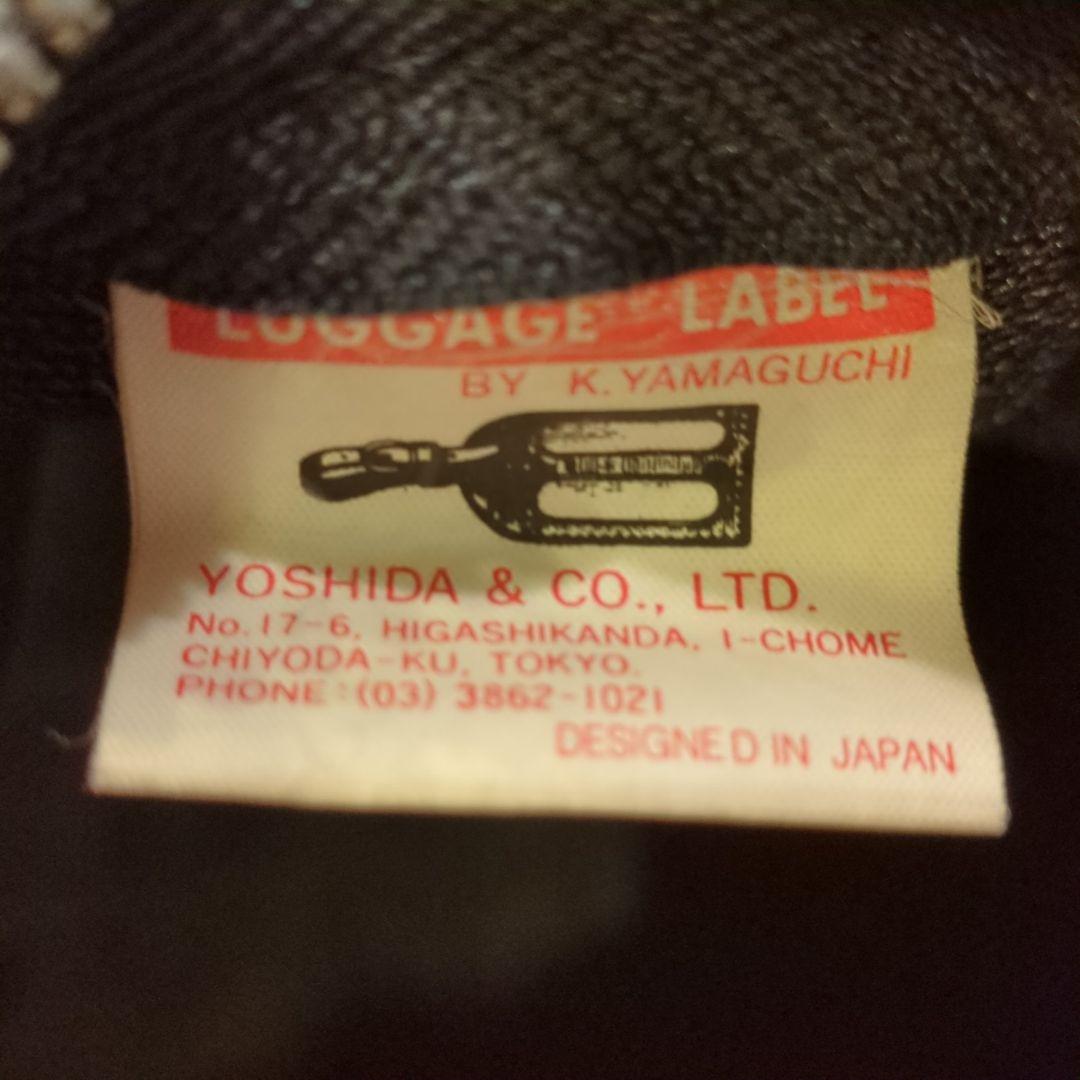 LUGGAGE LABEL
BY K. YAMAGUCHI
YOSHIDA & CO., LTD.
No. 17-6, HIGASHIKANDA, 1-CHOME
CHIYODA-KU, TOKYO.
PHONE: (03) 3862-1021
DESIGNED IN JAPAN